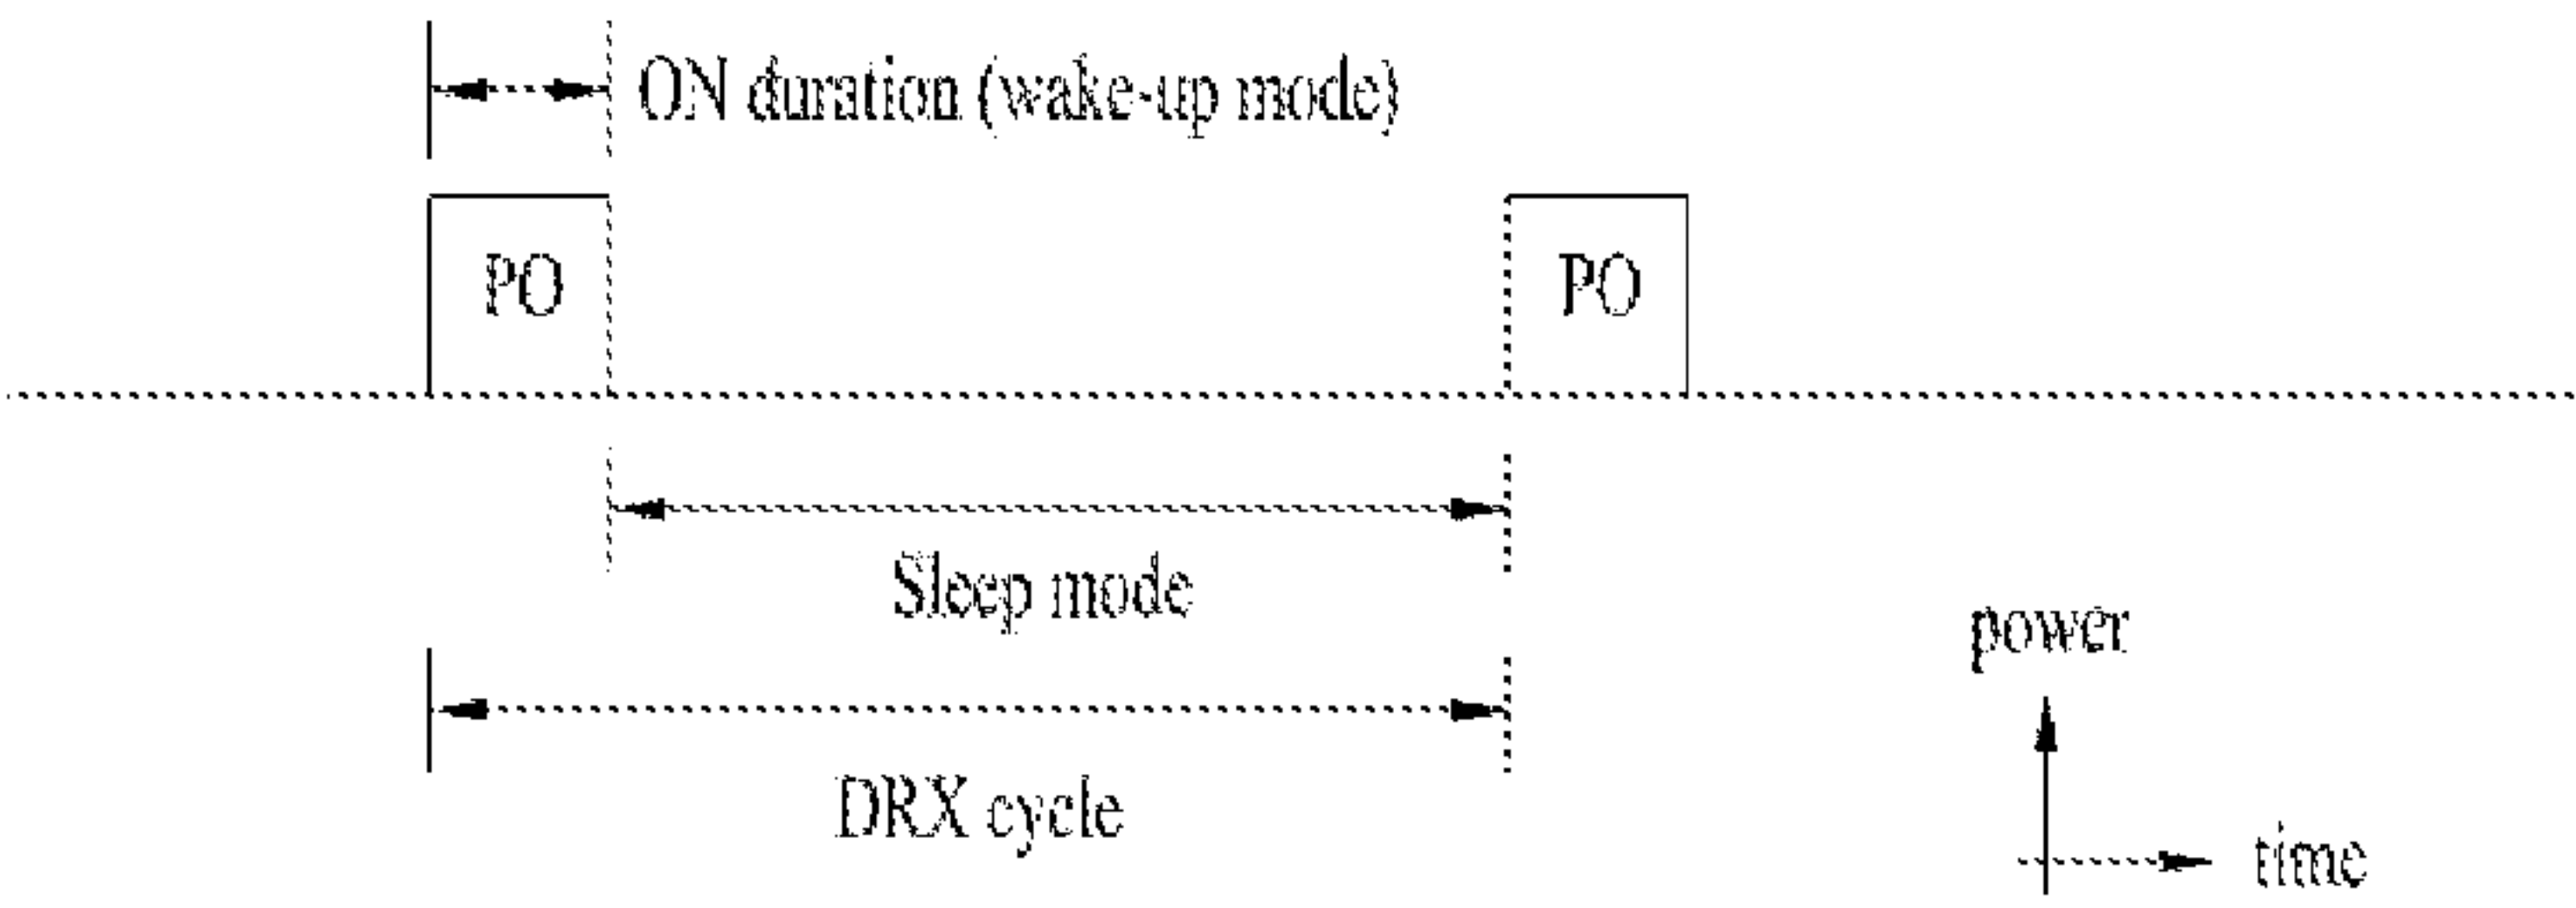 ON duration (wake-up mode)
PO
PO
Sleep mode
power
DRX cycle
time